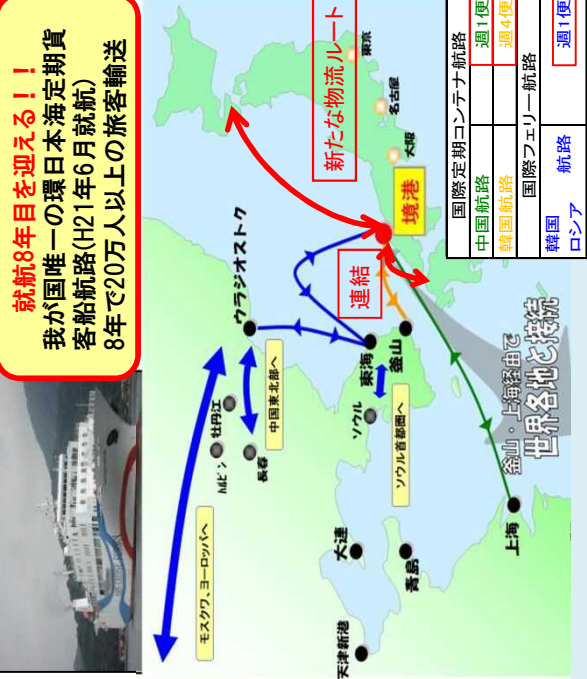 就航8年目を迎える！！
我が国唯一の環日本海定期貨
客船航路(H21年6月就航)
8年で20万人以上の旅客輸送
モスクワ、ヨーロッパへ
ハルビン
牡丹江
長春
中国東北部へ
ウラジオストク
新たな物流ルート
東京
名古屋
大阪
境港
連結
東海
釜山
ソウル
ソウル首都圏へ
大連
青島
天津新港
上海
釜山・上海経由で
世界各地と接続
国際定期コンテナ航路
中国航路 週1便
韓国航路 週4便
国際フェリー航路
韓国
ロシア 航路 週1便